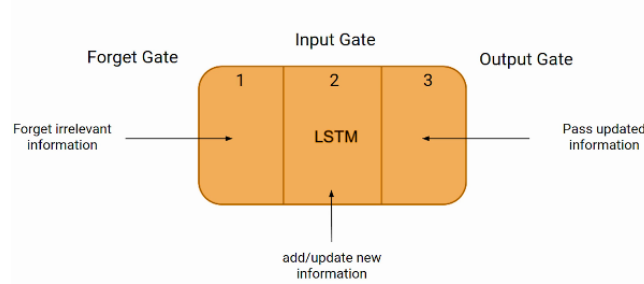 Input Gate
Forget Gate
Output Gate
1
2
3
Forget irrelevant
information
LSTM
Pass updated
information
add/update new
information